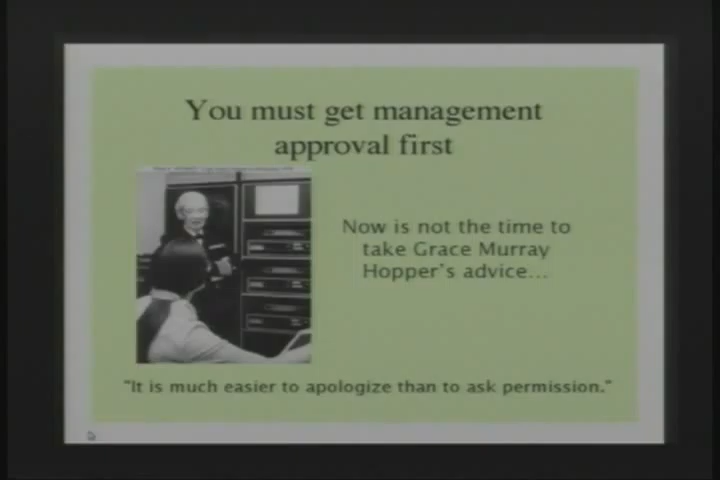 You must get management
approval first
Now is not the time to
take Grace Murray
Hopper's advice...
"It is much easier to apologize than to ask permission."